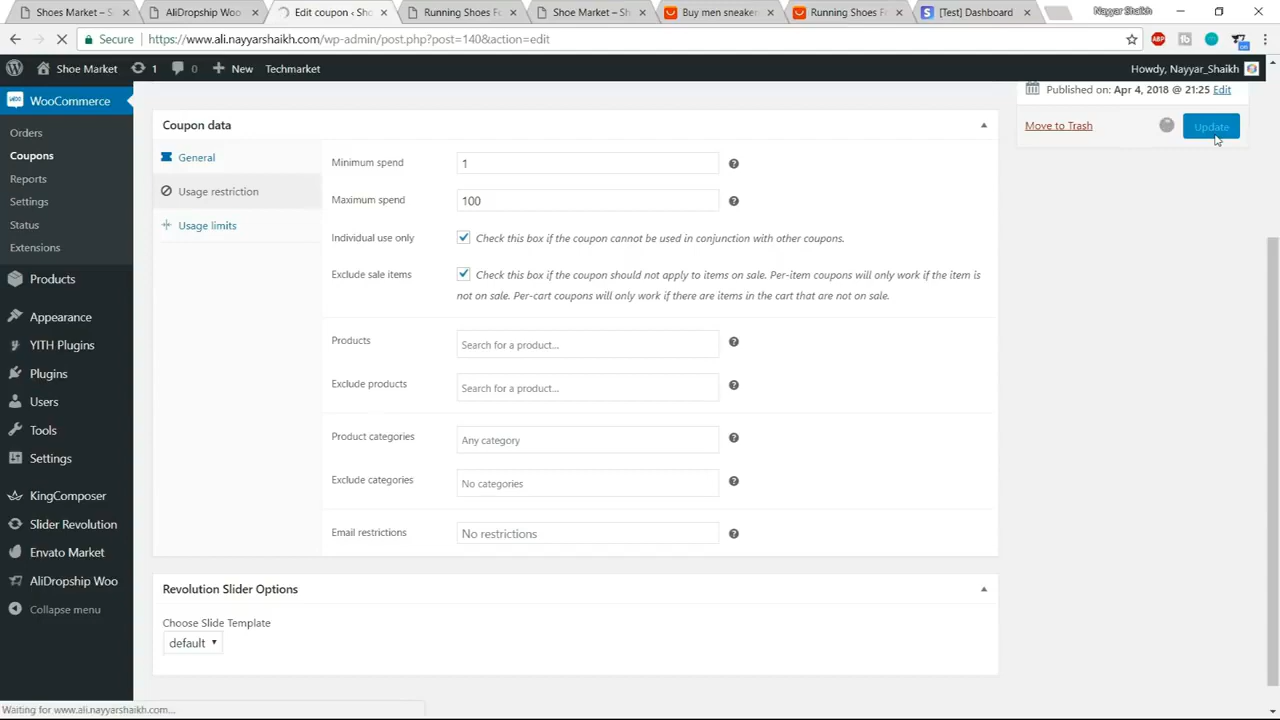 Shoes Market – S
AliDropship Woo
Edit coupon ‹ Sho
Running Shoes Fo
Shoe Market – Sh
Buy men sneaker
Running Shoes Fo
[Test] Dashboard
Nayyar Shaikh
Secure https://www.ali.nayyarshaikh.com/wp-admin/post.php?post=140&action=edit
ABP
Shoe Market 1 0 New Techmarket Howdy, Nayyar_Shaikh
WooCommerce
Orders
Coupons
Reports
Settings
Status
Extensions
Products
Appearance
YITH Plugins
Plugins
Users
Tools
Settings
KingComposer
Slider Revolution
Envato Market
AliDropship Woo
Collapse menu
Published on: Apr 4, 2018 @ 21:25 Edit
Move to Trash Update
Coupon data
General
Usage restriction
Usage limits
Minimum spend 1
Maximum spend 100
Individual use only Check this box if the coupon cannot be used in conjunction with other coupons.
Exclude sale items Check this box if the coupon should not apply to items on sale. Per-item coupons will only work if the item is
not on sale. Per-cart coupons will only work if there are items in the cart that are not on sale.
Products Search for a product...
Exclude products Search for a product...
Product categories Any category
Exclude categories No categories
Email restrictions No restrictions
Revolution Slider Options
Choose Slide Template
default
Waiting for www.ali.nayyarshaikh.com...